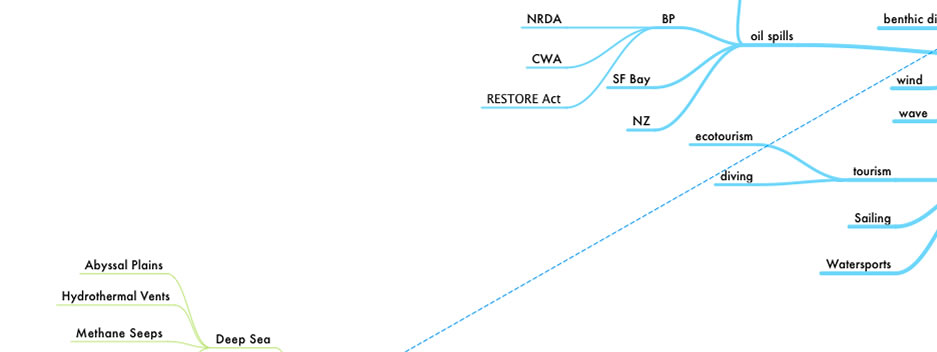 NRDA
BP
benthic di
oil spills
CWA
SF Bay
wind
RESTORE Act
NZ
wave
ecotourism
diving
tourism
Sailing
Watersports
Abyssal Plains
Hydrothermal Vents
Methane Seeps
Deep Sea